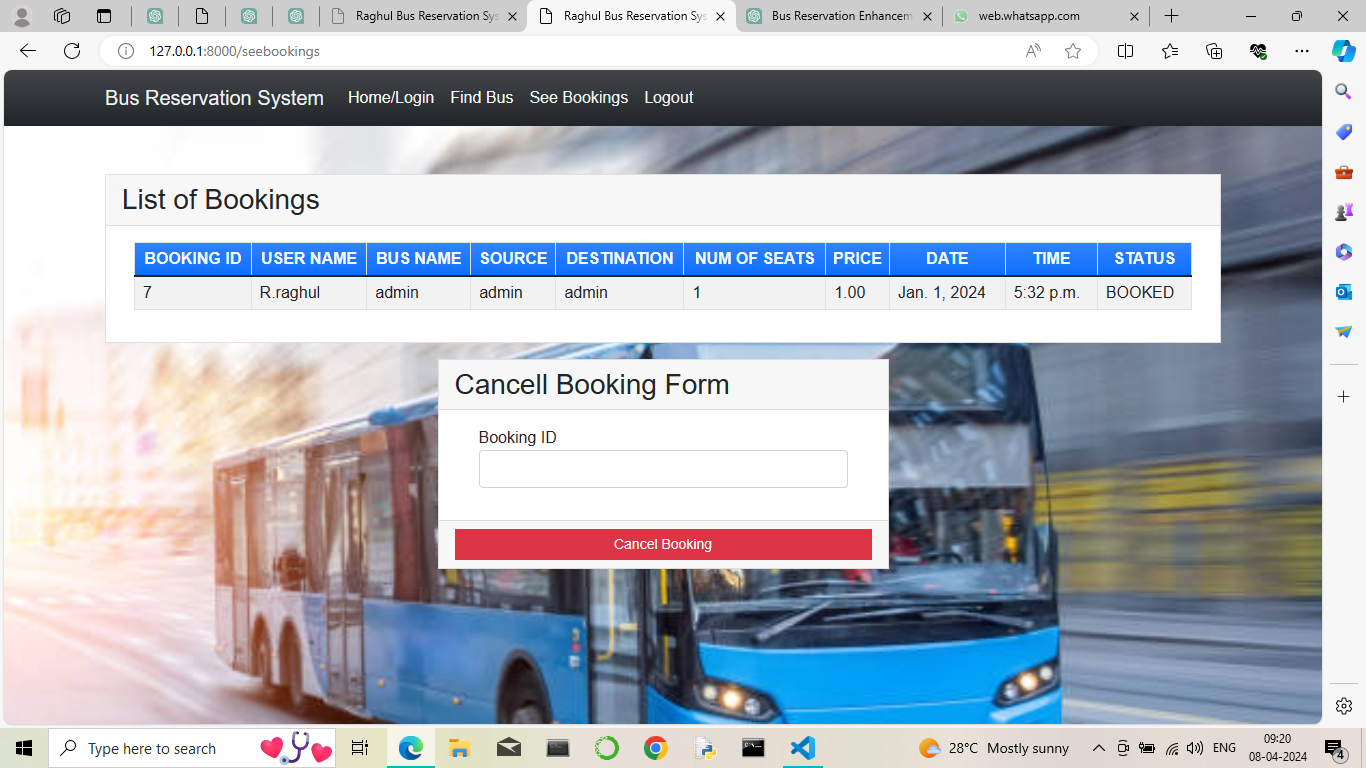 Raghul Bus Reservation Sys
Raghul Bus Reservation Sys
Bus Reservation Enhancem
web.whatsapp.com
127.0.0.1:8000/seebookings
Bus Reservation System Home/Login Find Bus See Bookings Logout
List of Bookings
BOOKING ID USER NAME BUS NAME SOURCE DESTINATION NUM OF SEATS PRICE DATE TIME STATUS
7 R.raghul admin admin admin 1 1.00 Jan. 1, 2024 5:32 p.m. BOOKED
Cancell Booking Form
Booking ID
Cancel Booking
Type here to search
28°C Mostly sunny
ENG
09:20
08-04-2024
4